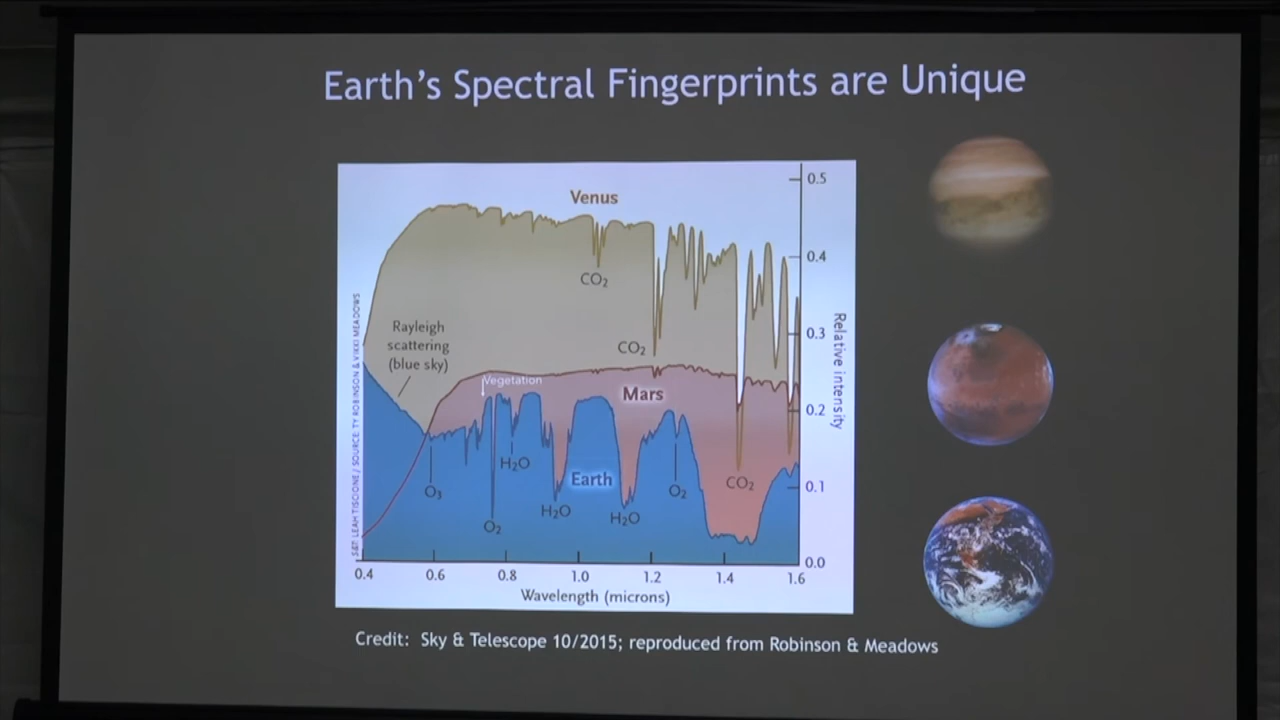 Earth's Spectral Fingerprints are Unique
Venus
CO₂
Rayleigh
scattering
(blue sky)
CO₂
Vegetation
Mars
H₂O
Earth
O₃
O₂
H₂O
H₂O
O₂
CO₂
0.5
0.4
0.3
0.2
0.1
0.0
Relative intensity
0.4 0.6 0.8 1.0 1.2 1.4 1.6
Wavelength (microns)
S&T: LEAH TISCIONE / SOURCE: TY ROBINSON & VIKKI MEADOWS
Credit: Sky & Telescope 10/2015; reproduced from Robinson & Meadows